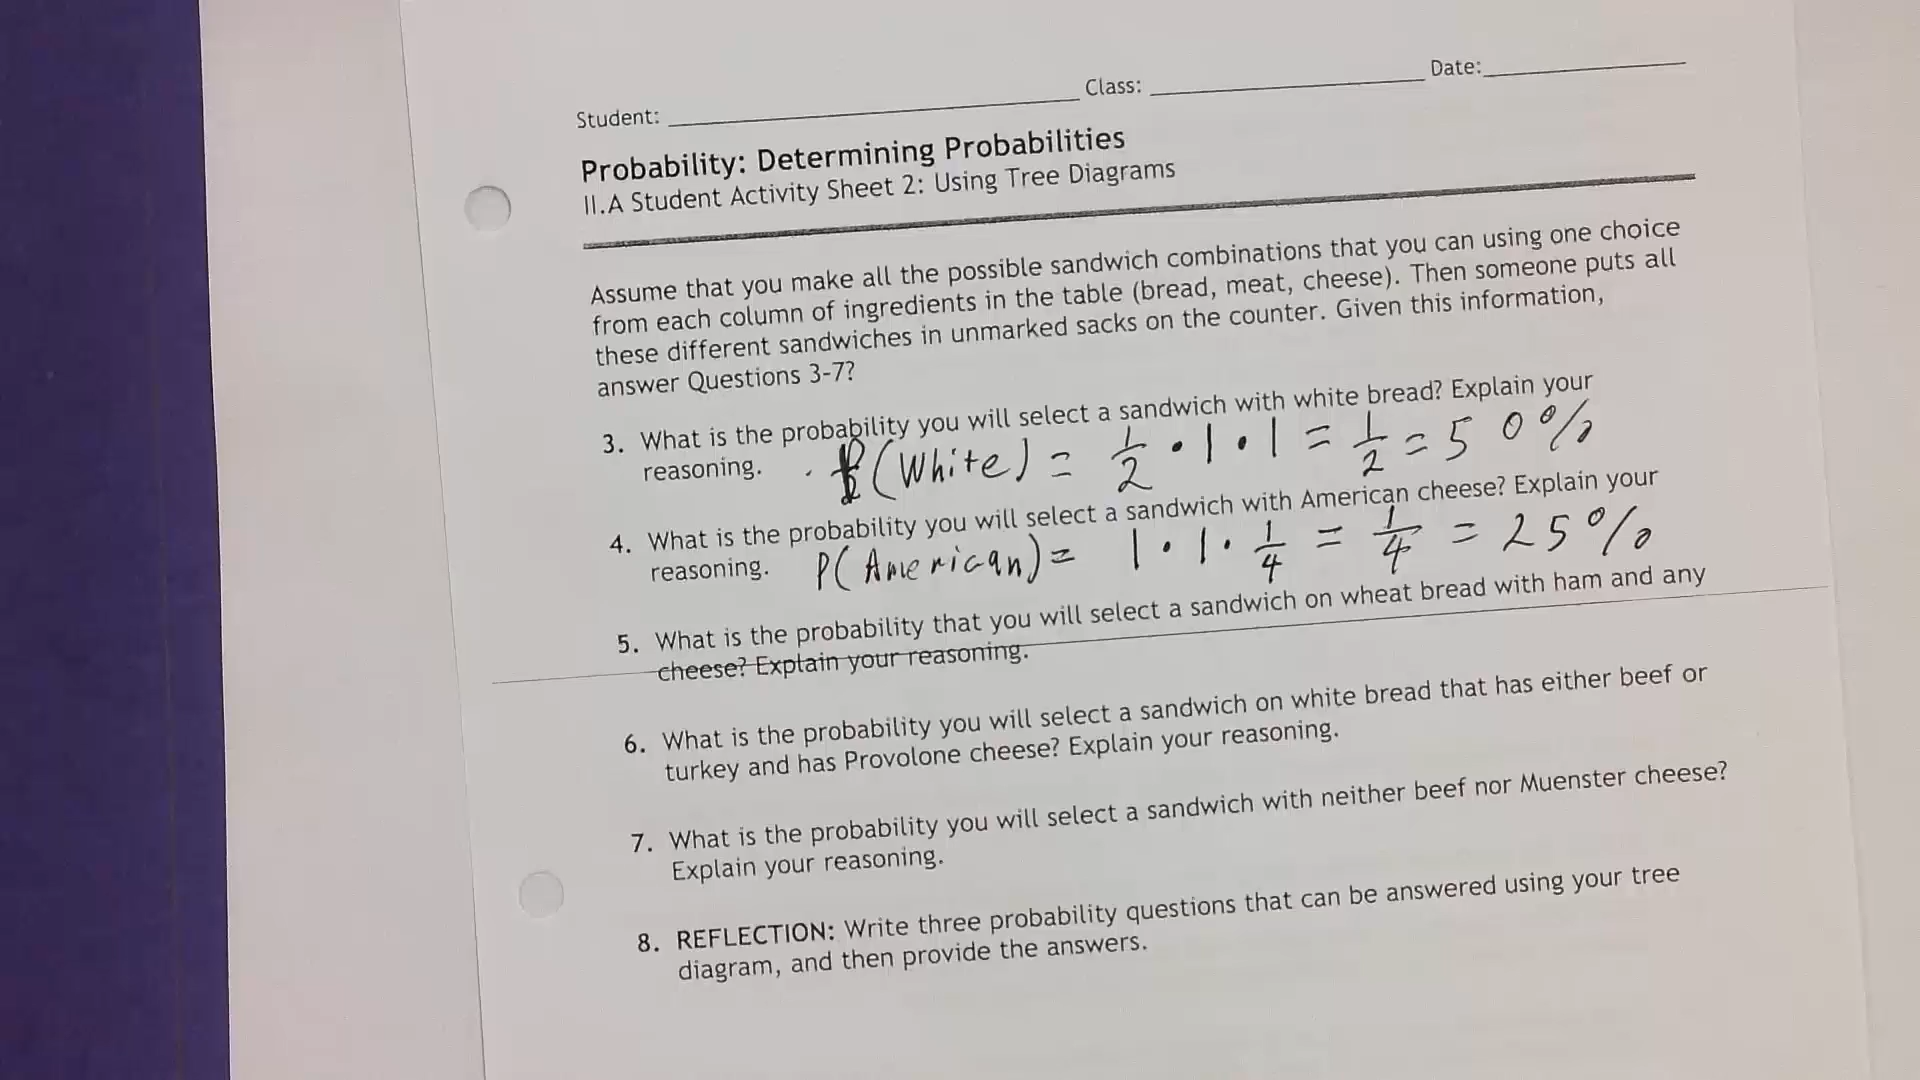 Student: Class: Date:
Probability: Determining Probabilities
II.A Student Activity Sheet 2: Using Tree Diagrams
Assume that you make all the possible sandwich combinations that you can using one choice
from each column of ingredients in the table (bread, meat, cheese). Then someone puts all
these different sandwiches in unmarked sacks on the counter. Given this information,
answer Questions 3-7?
3. What is the probability you will select a sandwich with white bread? Explain your
reasoning. P(White) = 1/2 · 1 · 1 = 1/2 = 50%
4. What is the probability you will select a sandwich with American cheese? Explain your
reasoning. P(American) = 1 · 1 · 1/4 = 1/4 = 25%
5. What is the probability that you will select a sandwich on wheat bread with ham and any
cheese? Explain your reasoning.
6. What is the probability you will select a sandwich on white bread that has either beef or
turkey and has Provolone cheese? Explain your reasoning.
7. What is the probability you will select a sandwich with neither beef nor Muenster cheese?
Explain your reasoning.
8. REFLECTION: Write three probability questions that can be answered using your tree
diagram, and then provide the answers.